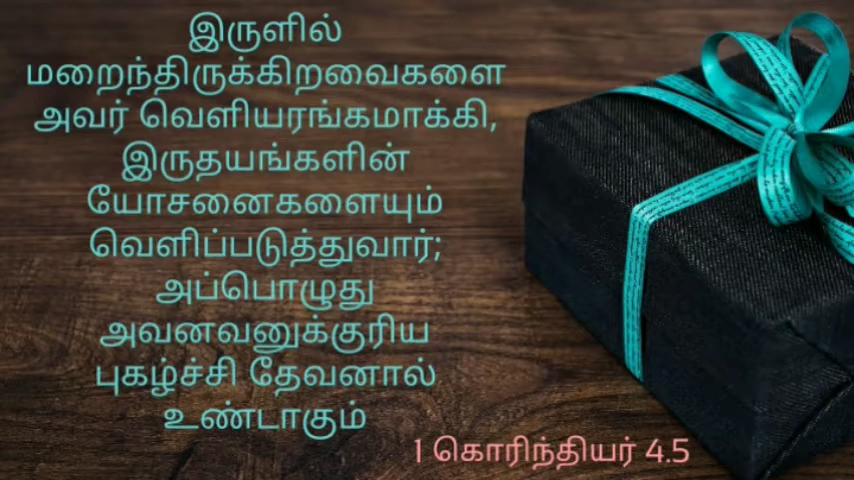 இருளில்
மறைந்திருக்கிறவைகளை
அவர் வெளியரங்கமாக்கி,
இருதயங்களின்
யோசனைகளையும்
வெளிப்படுத்துவார்;
அப்பொழுது
அவனவனுக்குரிய
புகழ்ச்சி தேவனால்
உண்டாகும்
1 கொரிந்தியர் 4.5